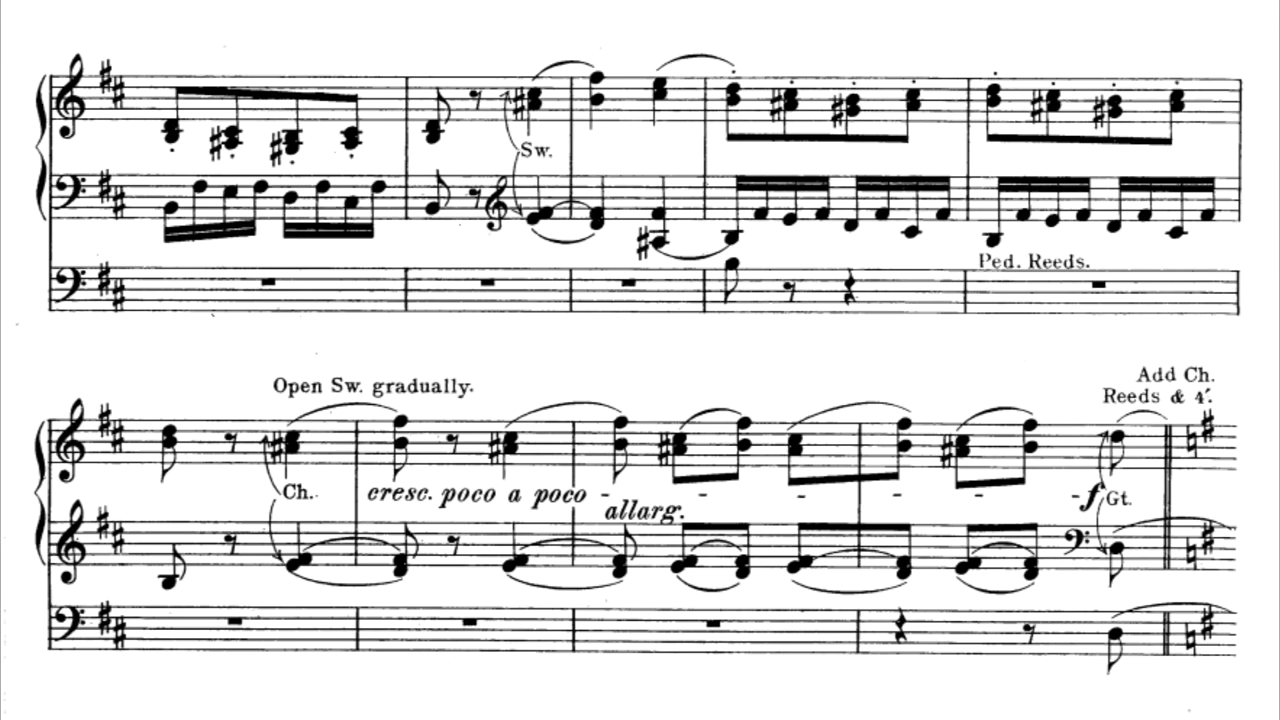 Sw.
Ped. Reeds.
Add Ch.
Open Sw. gradually.
Reeds & 4'.
Ch.
cresc. poco a poco - - - - - - f Gt.
allarg.